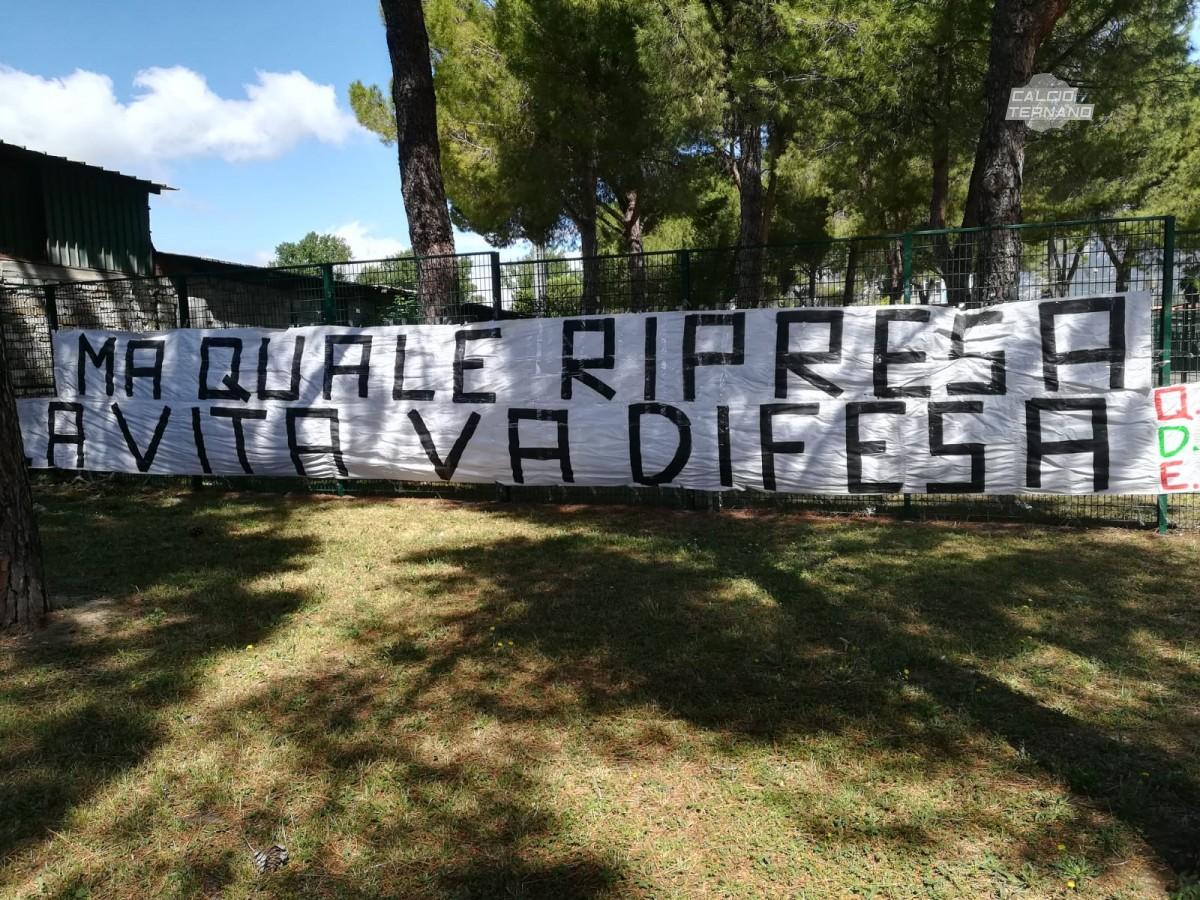 CALCIO
TERNANO
MA QUALE RIPRESA
LA VITA VA DIFESA
Q.
D.
E.